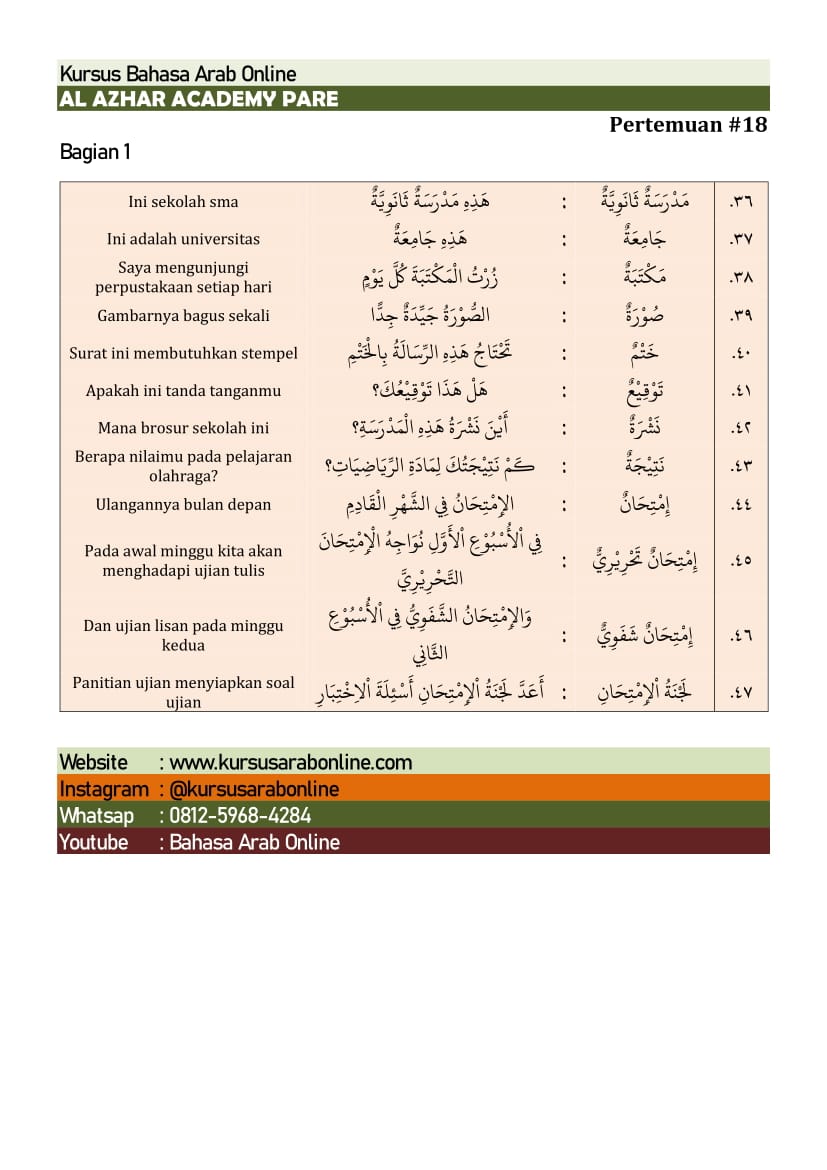 Kursus Bahasa Arab Online
AL AZHAR ACADEMY PARE
Pertemuan #18
Bagian 1
٣٦. مَدْرَسَةٌ ثَانَوِيَّةٌ : هَذِهِ مَدْرَسَةٌ ثَانَوِيَّةٌ Ini sekolah sma
٣٧. جَامِعَةٌ : هَذِهِ جَامِعَةٌ Ini adalah universitas
٣٨. مَكْتَبَةٌ : زُرْتُ الْمَكْتَبَةَ كُلَّ يَوْمٍ Saya mengunjungi
perpustakaan setiap hari
٣٩. صُوْرَةٌ : الصُّوْرَةُ جَيِّدَةٌ جِدًّا Gambarnya bagus sekali
٤٠. خَتْمٌ : تَحْتَاجُ هَذِهِ الرِّسَالَةُ بِالْخَتْمِ Surat ini membutuhkan stempel
٤١. تَوْقِيْعٌ : هَلْ هَذَا تَوْقِيْعُكَ؟ Apakah ini tanda tanganmu
٤٢. نَشْرَةٌ : أَيْنَ نَشْرَةُ هَذِهِ الْمَدْرَسَةِ؟ Mana brosur sekolah ini
٤٣. نَتِيْجَةٌ : كَمْ نَتِيْجَتُكَ لِمَادَةِ الرِّيَاضِيَاتِ؟ Berapa nilaimu pada pelajaran
olahraga?
٤٤. إِمْتِحَانٌ : الإِمْتِحَانُ فِي الشَّهْرِ الْقَادِمِ Ulangannya bulan depan
٤٥. إِمْتِحَانٌ تَحْرِيْرِيٌّ : فِي الْأُسْبُوْعِ الْأَوَّلِ نُوَاجِهُ الْإِمْتِحَانَ
التَّحْرِيْرِيَّ
Pada awal minggu kita akan
menghadapi ujian tulis
٤٦. إِمْتِحَانٌ شَفَوِيٌّ : وَالإِمْتِحَانُ الشَّفَوِيُّ فِي الْأُسْبُوْعِ
الثَّانِي
Dan ujian lisan pada minggu
kedua
٤٧. لَجْنَةُ الْإِمْتِحَانِ : أَعَدَّ لَجْنَةُ الْإِمْتِحَانِ أَسْئِلَةَ الْاِخْتِبَارِ Panitian ujian menyiapkan soal
ujian
Website : www.kursusarabonline.com
Instagram : @kursusarabonline
Whatsap : 0812-5968-4284
Youtube : Bahasa Arab Online